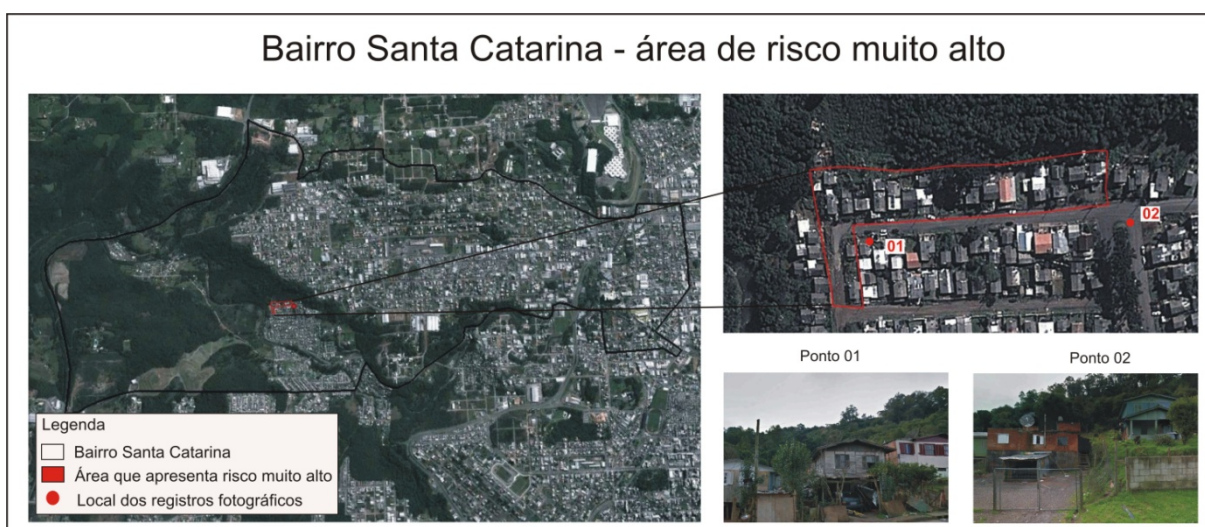 Bairro Santa Catarina - área de risco muito alto
01
02
Ponto 01
Ponto 02
Legenda
Bairro Santa Catarina
Área que apresenta risco muito alto
Local dos registros fotográficos